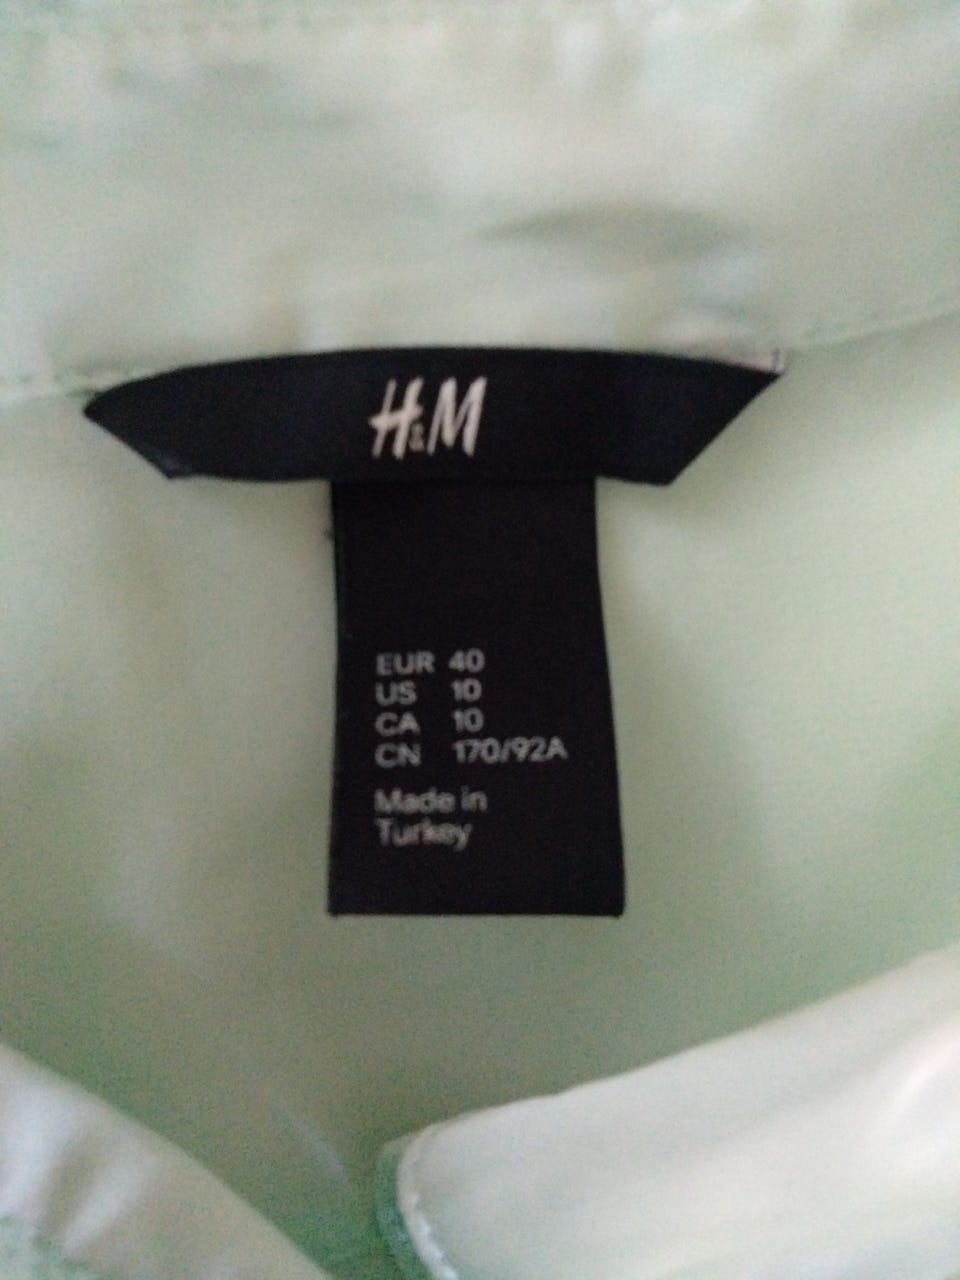 H&M
EUR 40
US 10
CA 10
CN 170/92A
Made in
Turkey